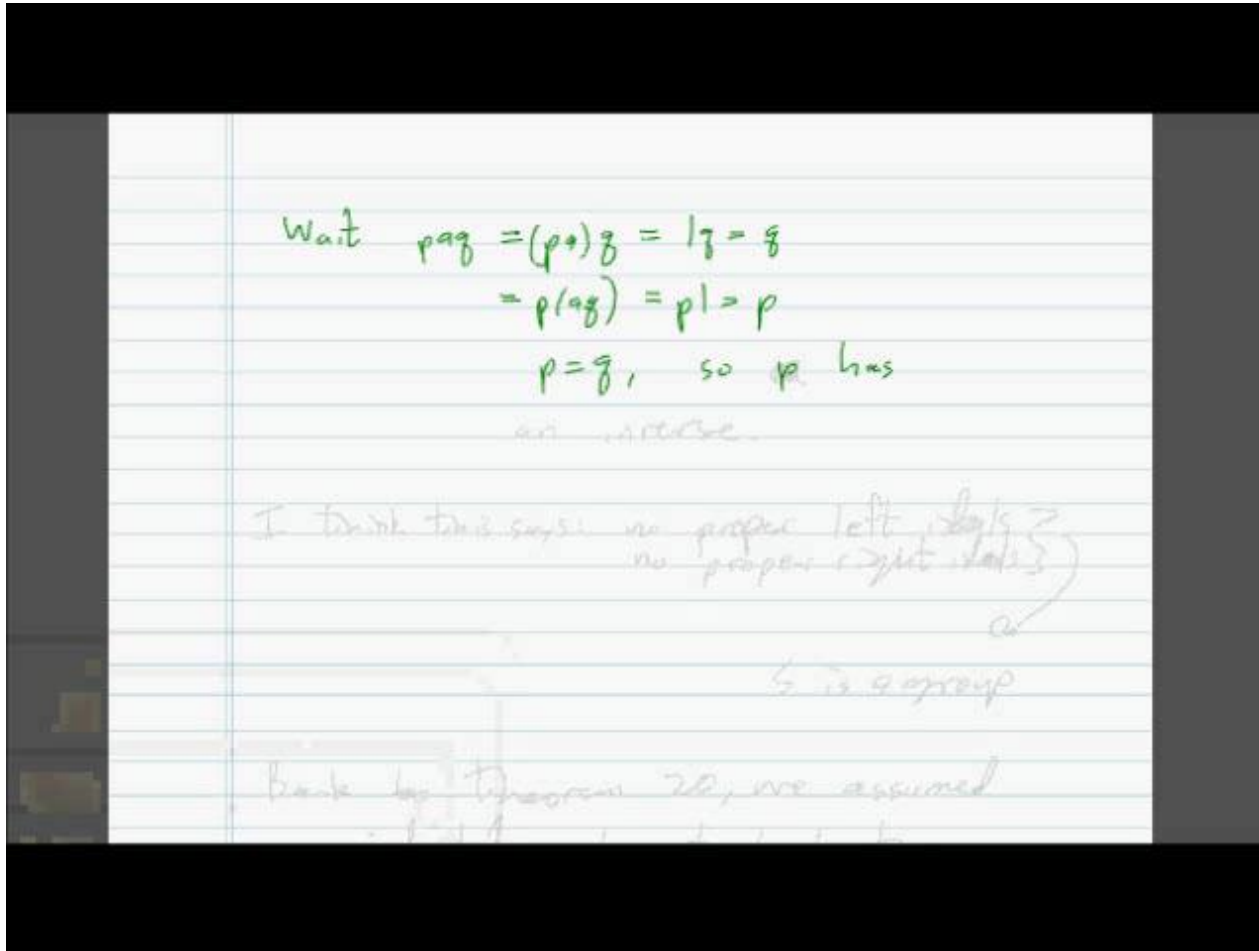 Wait paq = (pa)q = 1q = q
= p(aq) = p1 = p
p = q, so p has
an inverse.
I think this says: no proper left ideals
no proper right ideals
S is a group
Back to Theorem 20, we assumed